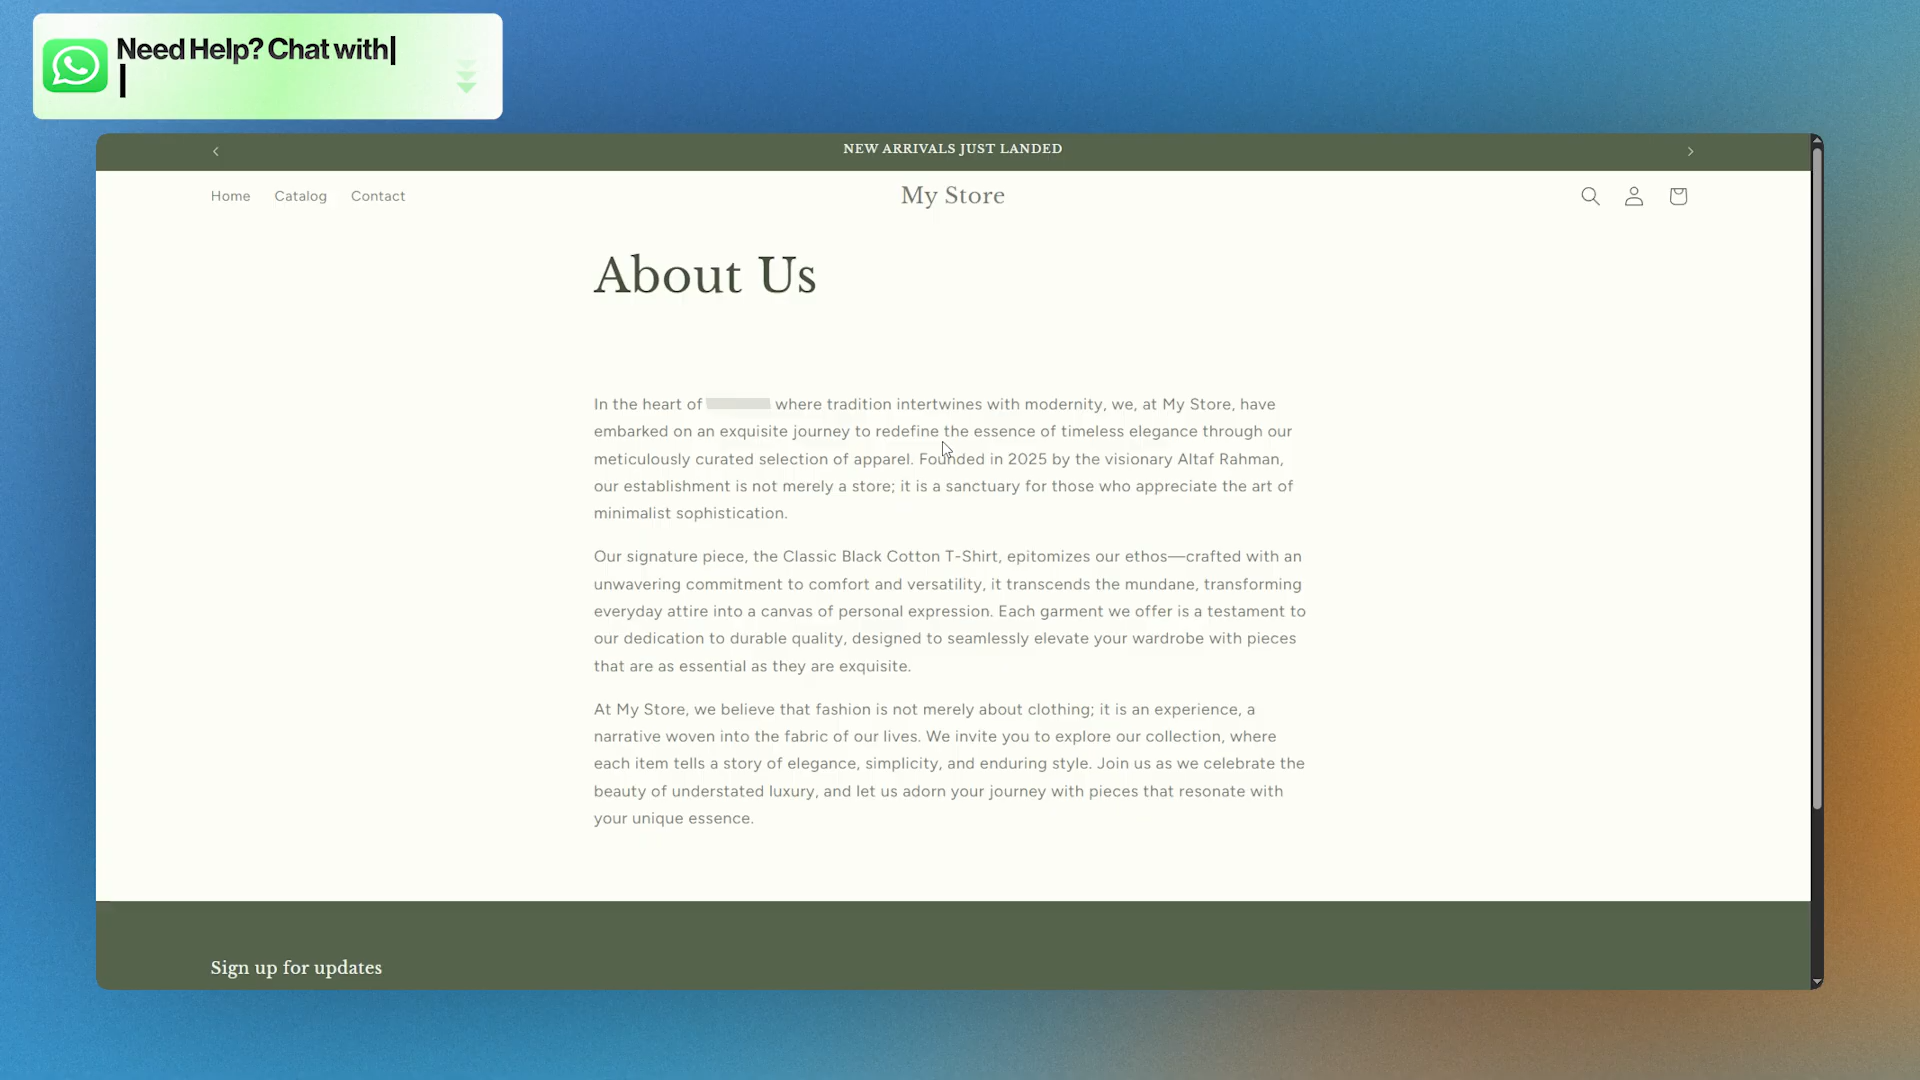 Need Help? Chat with
NEW ARRIVALS JUST LANDED
Home Catalog Contact
My Store
About Us
In the heart of where tradition intertwines with modernity, we, at My Store, have
embarked on an exquisite journey to redefine the essence of timeless elegance through our
meticulously curated selection of apparel. Founded in 2025 by the visionary Altaf Rahman,
our establishment is not merely a store; it is a sanctuary for those who appreciate the art of
minimalist sophistication.
Our signature piece, the Classic Black Cotton T-Shirt, epitomizes our ethos—crafted with an
unwavering commitment to comfort and versatility, it transcends the mundane, transforming
everyday attire into a canvas of personal expression. Each garment we offer is a testament to
our dedication to durable quality, designed to seamlessly elevate your wardrobe with pieces
that are as essential as they are exquisite.
At My Store, we believe that fashion is not merely about clothing; it is an experience, a
narrative woven into the fabric of our lives. We invite you to explore our collection, where
each item tells a story of elegance, simplicity, and enduring style. Join us as we celebrate the
beauty of understated luxury, and let us adorn your journey with pieces that resonate with
your unique essence.
Sign up for updates